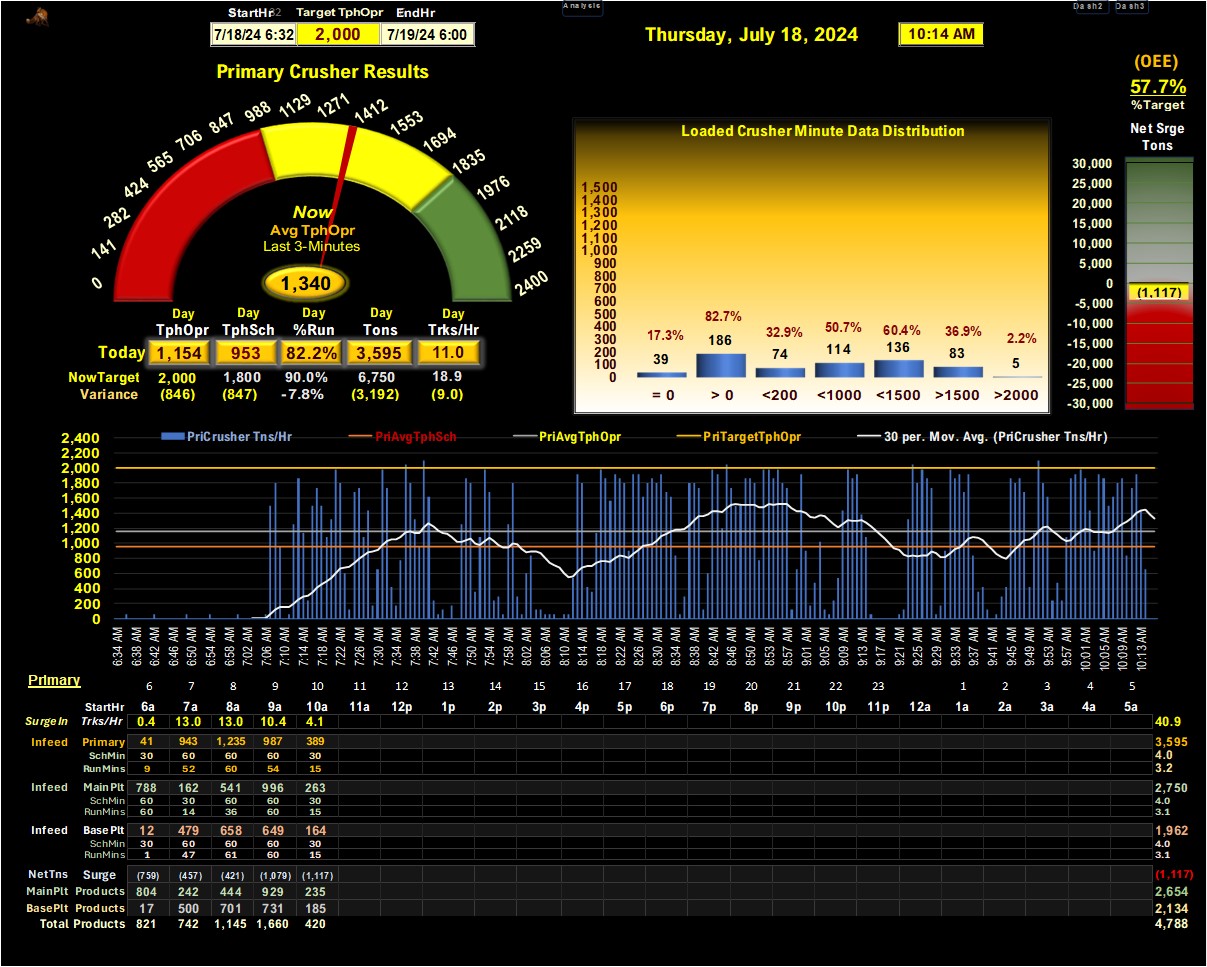 StartHr32 Target TphOpr EndHr
7/18/24 6:32 2,000 7/19/24 6:00
Analysis
Dash2 Dash3
Thursday, July 18, 2024 10:14 AM
Primary Crusher Results
0 141 282 424 565 706 847 988 1129 1271 1412 1553 1694 1835 1976 2118 2259 2400
Now
Avg TphOpr
Last 3-Minutes
1,340
Day Day Day Day Day
TphOpr TphSch %Run Tons Trks/Hr
Today 1,154 953 82.2% 3,595 11.0
NowTarget 2,000 1,800 90.0% 6,750 18.9
Variance (846) (847) -7.8% (3,192) (9.0)
Loaded Crusher Minute Data Distribution
1,500
1,400
1,300
1,200
1,100
1,000
900
800
700
600
500
400
300
200
100
0
17.3% 82.7% 32.9% 50.7% 60.4% 36.9% 2.2%
39 186 74 114 136 83 5
= 0 > 0 <200 <1000 <1500 >1500 >2000
(OEE)
57.7%
%Target
Net Srge
Tons
30,000
25,000
20,000
15,000
10,000
5,000
0
(1,117)
-5,000
-10,000
-15,000
-20,000
-25,000
-30,000
PriCrusher Tns/Hr PriAvgTphSch PriAvgTphOpr PriTargetTphOpr 30 per. Mov. Avg. (PriCrusher Tns/Hr)
2,400
2,200
2,000
1,800
1,600
1,400
1,200
1,000
800
600
400
200
0
6:34 AM 6:38 AM 6:42 AM 6:46 AM 6:50 AM 6:54 AM 6:58 AM 7:02 AM 7:06 AM 7:10 AM 7:14 AM 7:18 AM 7:22 AM 7:26 AM 7:30 AM 7:34 AM 7:38 AM 7:42 AM 7:46 AM 7:50 AM 7:54 AM 7:58 AM 8:02 AM 8:06 AM 8:10 AM 8:14 AM 8:18 AM 8:22 AM 8:26 AM 8:30 AM 8:34 AM 8:38 AM 8:42 AM 8:46 AM 8:50 AM 8:53 AM 8:57 AM 9:01 AM 9:05 AM 9:09 AM 9:13 AM 9:17 AM 9:21 AM 9:25 AM 9:29 AM 9:33 AM 9:37 AM 9:41 AM 9:45 AM 9:49 AM 9:53 AM 9:57 AM 10:01 AM 10:05 AM 10:09 AM 10:13 AM
Primary
6 7 8 9 10 11 12 13 14 15 16 17 18 19 20 21 22 23 1 2 3 4 5
StartHr 6a 7a 8a 9a 10a 11a 12p 1p 2p 3p 4p 5p 6p 7p 8p 9p 10p 11p 12a 1a 2a 3a 4a 5a
SurgeIn Trks/Hr 0.4 13.0 13.0 10.4 4.1 40.9
Infeed Primary 41 943 1,235 987 389 3,595
SchMin 30 60 60 60 30 4.0
RunMins 9 52 60 54 15 3.2
Infeed Main Plt 788 162 541 996 263 2,750
SchMin 60 30 60 60 30 4.0
RunMins 60 14 36 60 15 3.1
Infeed Base Plt 12 479 658 649 164 1,962
SchMin 30 60 60 60 30 4.0
RunMins 1 47 61 60 15 3.1
NetTns Surge (759) (457) (421) (1,079) (1,117) (1,117)
MainPlt Products 804 242 444 929 235 2,654
BasePlt Products 17 500 701 731 185 2,134
Total Products 821 742 1,145 1,660 420 4,788